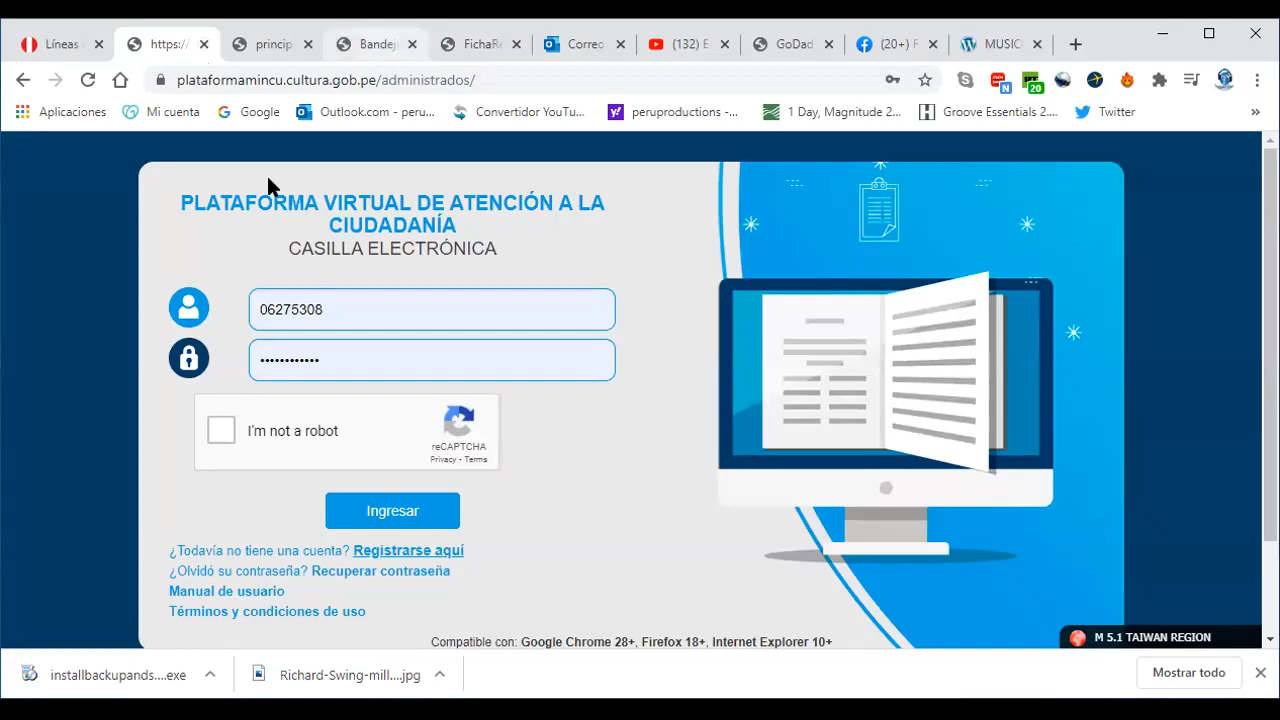 Líneas
https://
princip
Bandej
FichaRe
Correo
(132) E
GoDad
(20+) F
MUSIC
plataformamincu.cultura.gob.pe/administrados/
N
20
Aplicaciones
Mi cuenta
Google
Outlook.com - peru...
Convertidor YouTu...
peruproductions -...
1 Day, Magnitude 2...
Groove Essentials 2....
Twitter
»
PLATAFORMA VIRTUAL DE ATENCIÓN A LA
CIUDADANÍA
CASILLA ELECTRÓNICA
06275308
••••••••••••
I'm not a robot
reCAPTCHA
Privacy - Terms
Ingresar
¿Todavía no tiene una cuenta? Registrarse aquí
¿Olvidó su contraseña? Recuperar contraseña
Manual de usuario
Términos y condiciones de uso
Compatible con: Google Chrome 28+, Firefox 18+, Internet Explorer 10+
M 5.1 TAIWAN REGION
installbackupands....exe
Richard-Swing-mill....jpg
Mostrar todo